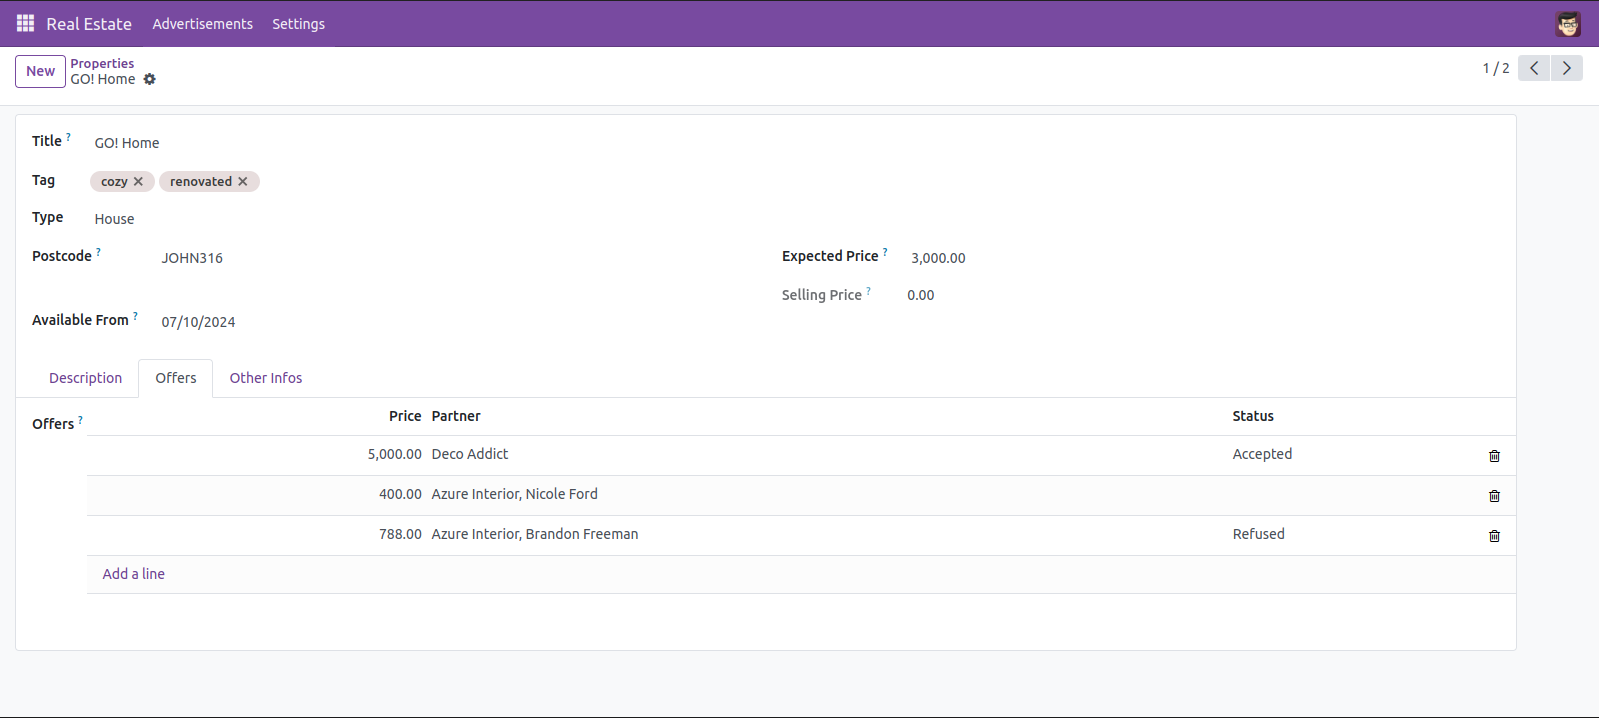 Real Estate Advertisements Settings
New Properties
GO! Home
1 / 2
Title ? GO! Home
Tag cozy renovated
Type House
Postcode ? JOHN316 Expected Price ? 3,000.00
Selling Price ? 0.00
Available From ? 07/10/2024
Description Offers Other Infos
Offers ? Price Partner Status
5,000.00 Deco Addict Accepted
400.00 Azure Interior, Nicole Ford
788.00 Azure Interior, Brandon Freeman Refused
Add a line